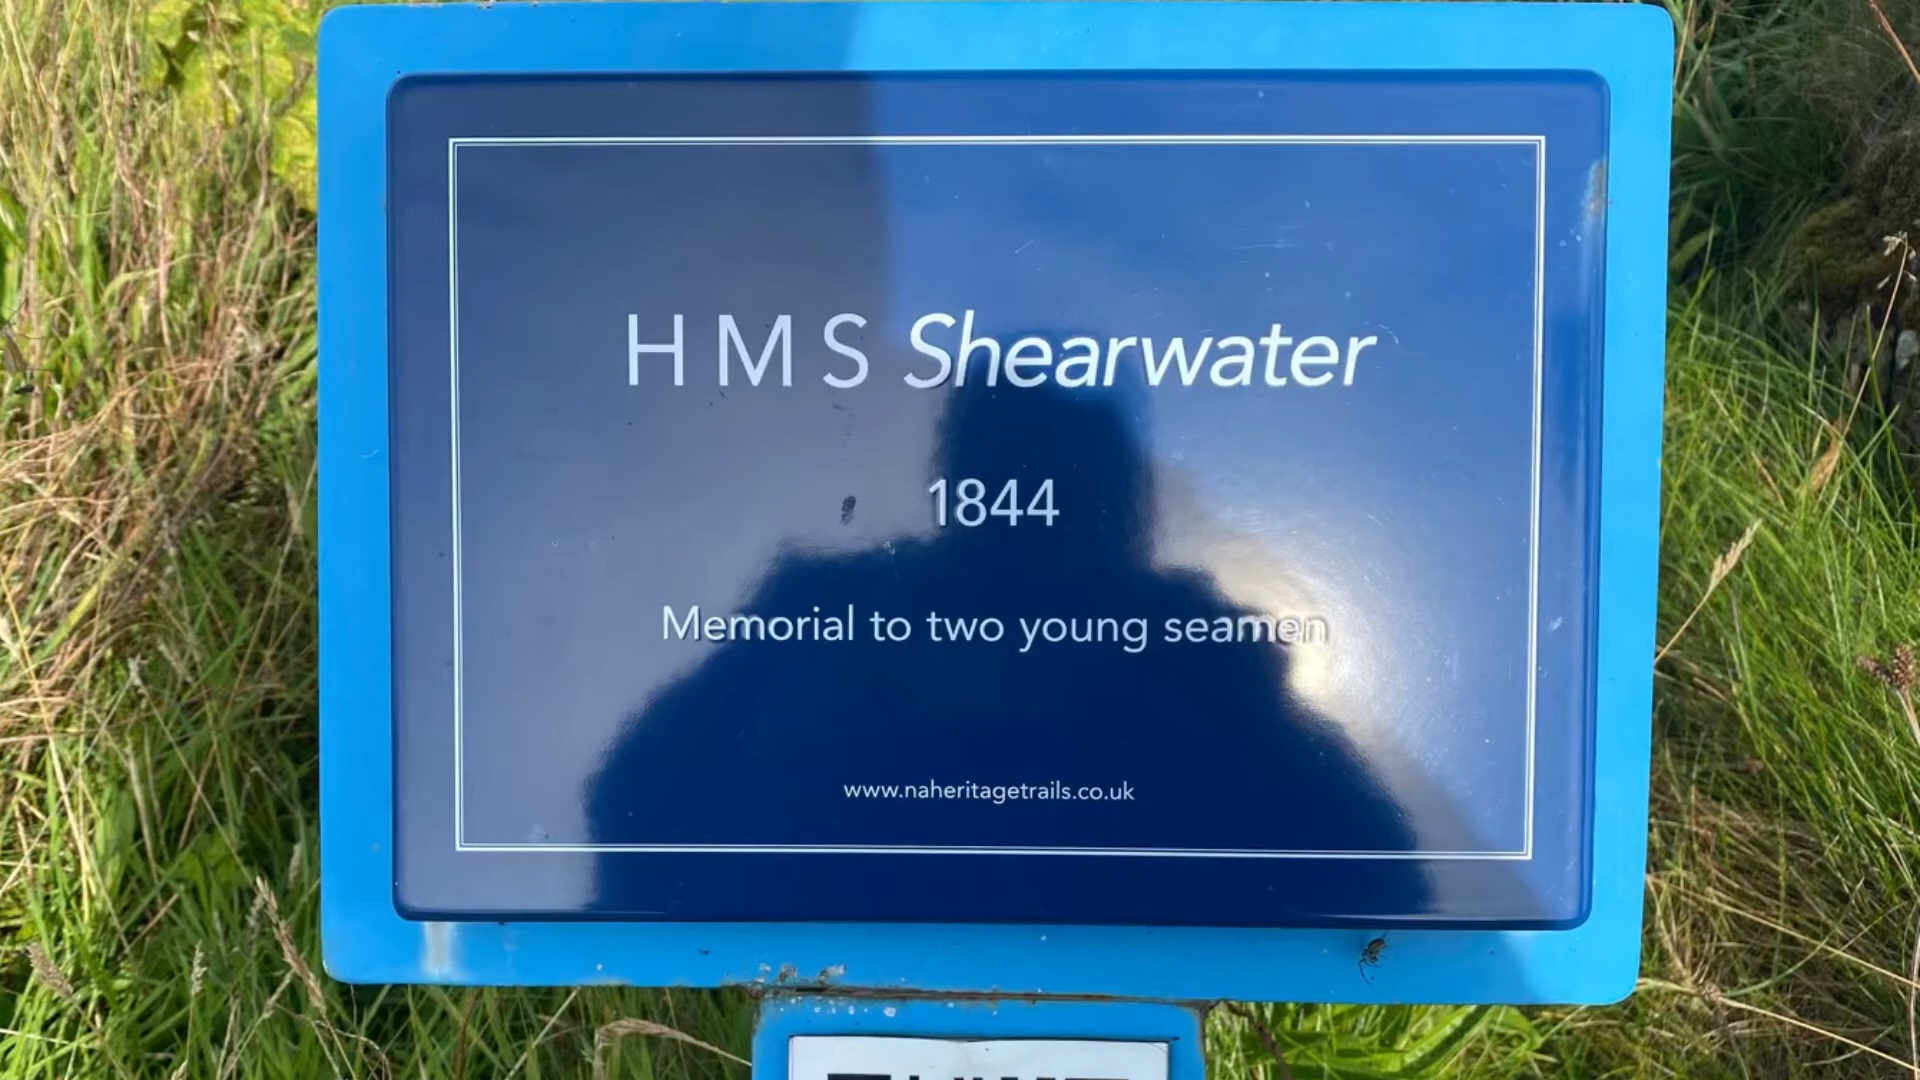 H M S Shearwater
1844
Memorial to two young seamen
www.naheritagetrails.co.uk